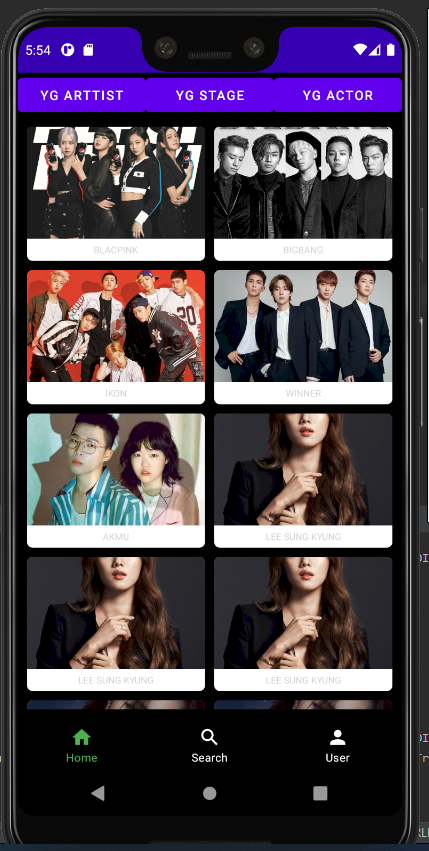 5:54
YG ARTTIST YG STAGE YG ACTOR
BLACPINK BIGBANG
IKON WINNER
AKMU LEE SUNG KYUNG
LEE SUNG KYUNG LEE SUNG KYUNG
Home Search User